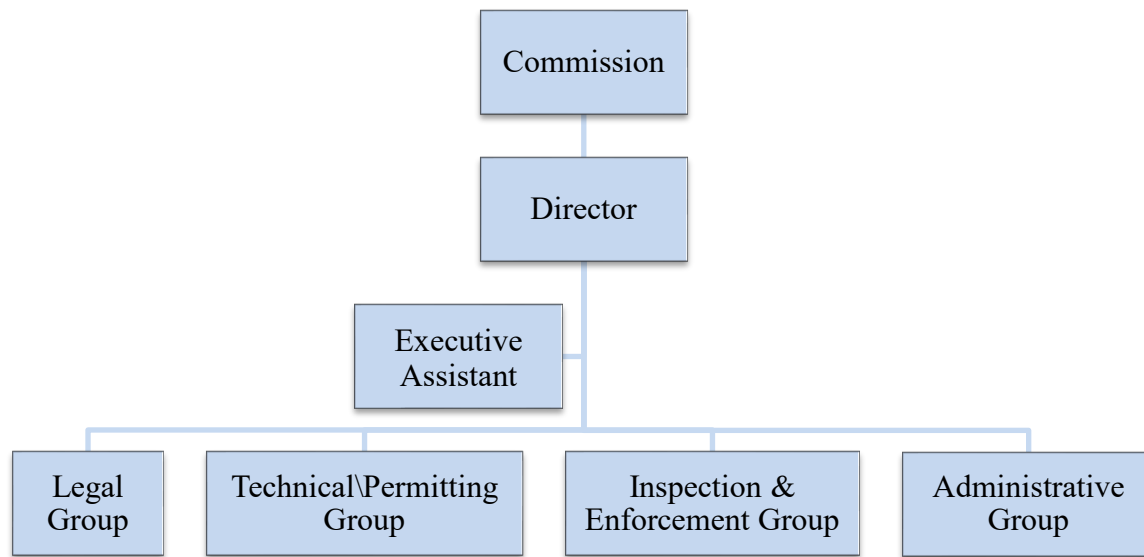 Commission
Director
Executive
Assistant
Legal
Group
Technical\Permitting
Group
Inspection &
Enforcement Group
Administrative
Group